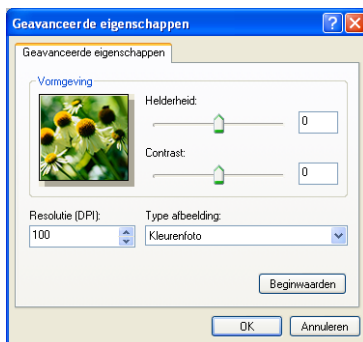 Geavanceerde eigenschappen
Geavanceerde eigenschappen
Vormgeving
Helderheid:
0
Contrast:
0
Resolutie (DPI): Type afbeelding:
100 Kleurenfoto
Beginwaarden
OK Annuleren